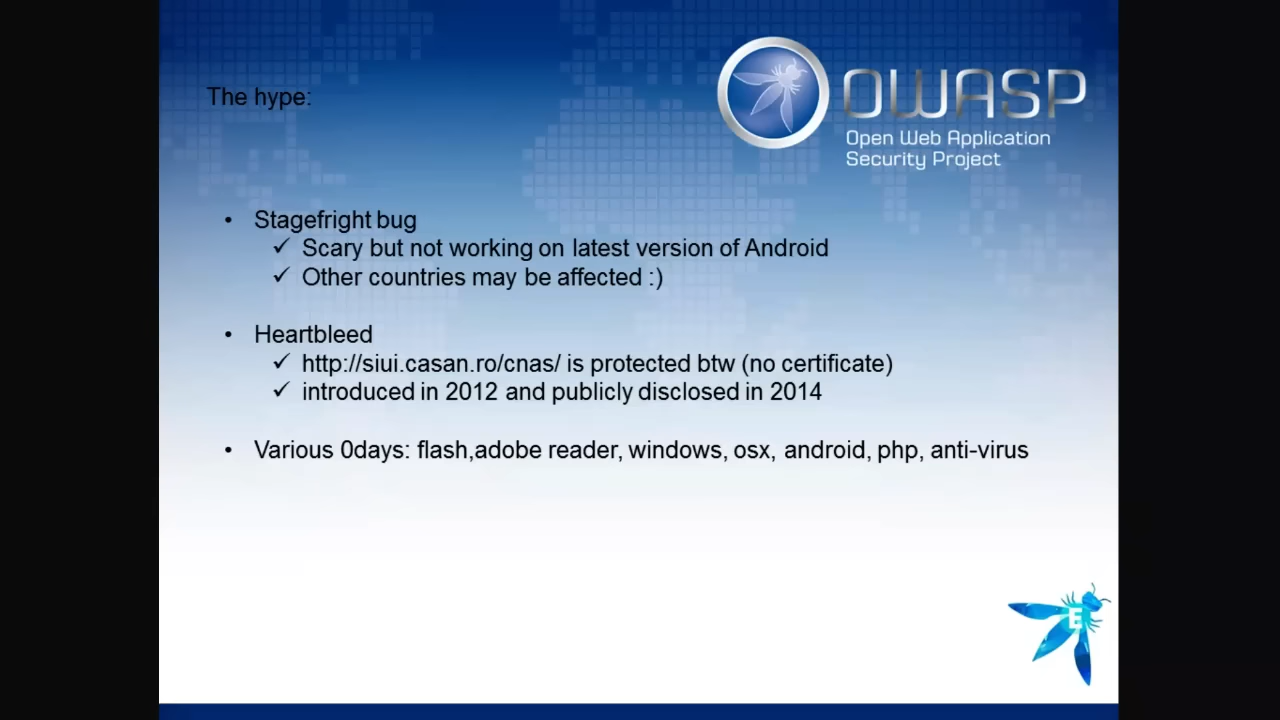 The hype:
OWASP
Open Web Application
Security Project
• Stagefright bug
✓ Scary but not working on latest version of Android
✓ Other countries may be affected :)
• Heartbleed
✓ http://siui.casan.ro/cnas/ is protected btw (no certificate)
✓ introduced in 2012 and publicly disclosed in 2014
• Various 0days: flash,adobe reader, windows, osx, android, php, anti-virus
E